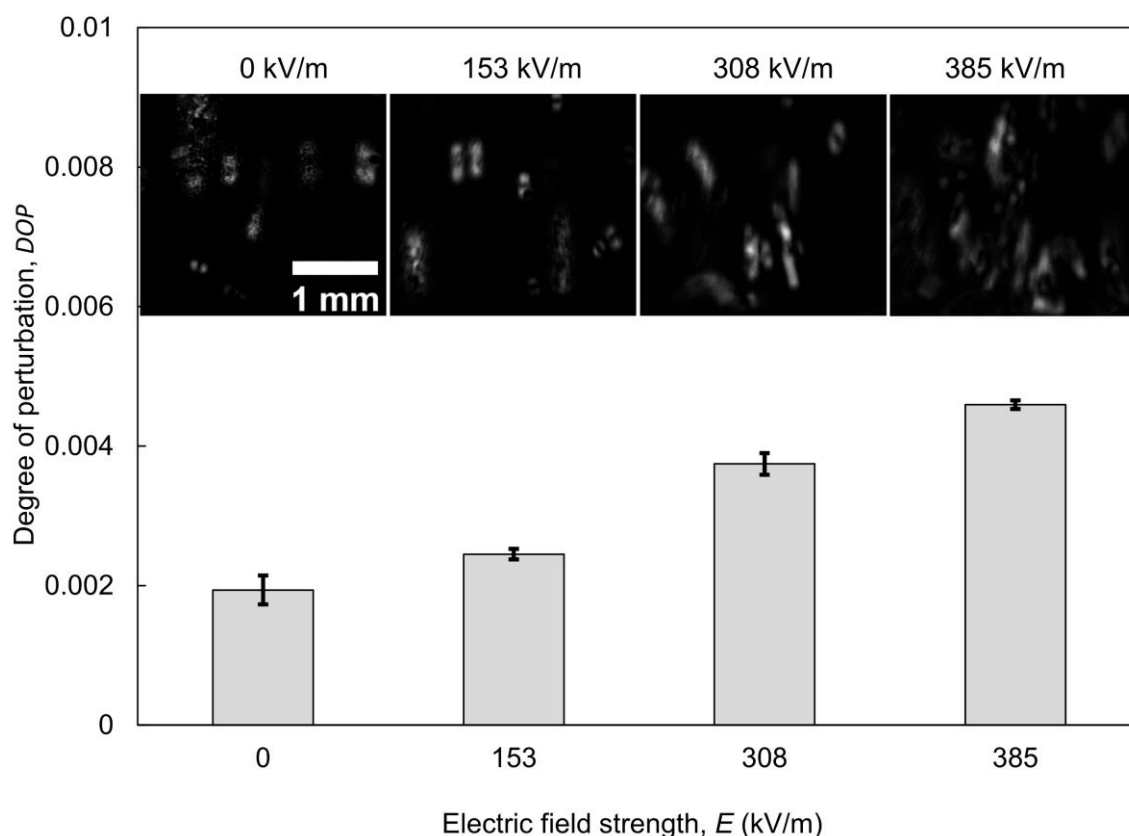 0.01
0 kV/m 153 kV/m 308 kV/m 385 kV/m
0.008
1 mm
0.006
0.004
0.002
0
Degree of perturbation, DOP
0 153 308 385
Electric field strength, E (kV/m)